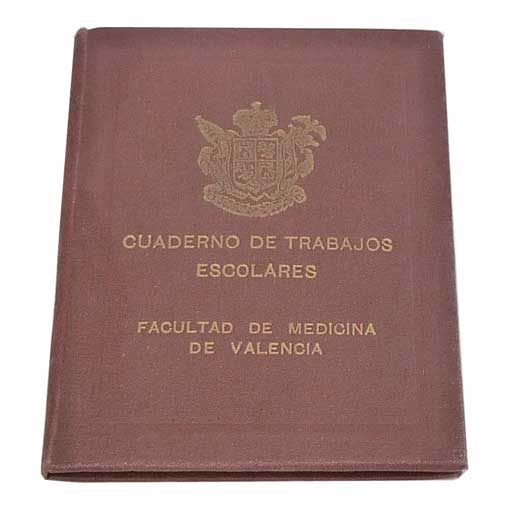 CUADERNO DE TRABAJOS
ESCOLARES
FACULTAD DE MEDICINA
DE VALENCIA